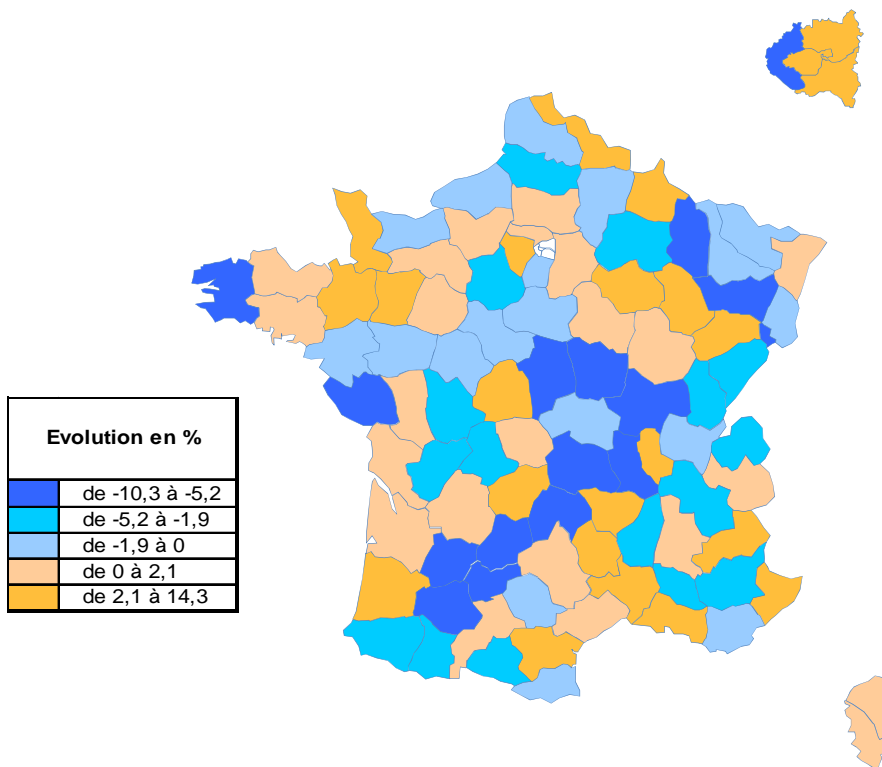 Evolution en %
de -10,3 à -5,2
de -5,2 à -1,9
de -1,9 à 0
de 0 à 2,1
de 2,1 à 14,3